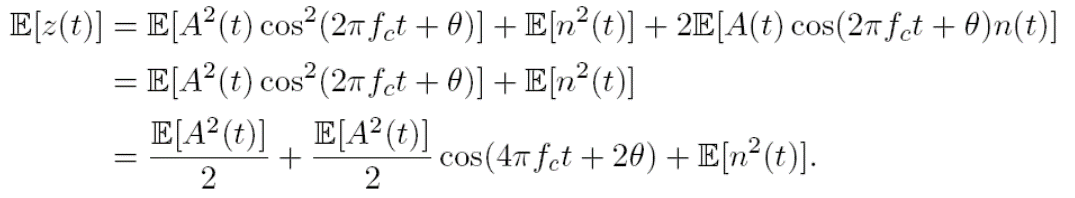 𝔼[z(t)] = 𝔼[A²(t) cos²(2πf_c t + θ)] + 𝔼[n²(t)] + 2𝔼[A(t) cos(2πf_c t + θ)n(t)]
= 𝔼[A²(t) cos²(2πf_c t + θ)] + 𝔼[n²(t)]
= 𝔼[A²(t)]/2 + 𝔼[A²(t)]/2 cos(4πf_c t + 2θ) + 𝔼[n²(t)].